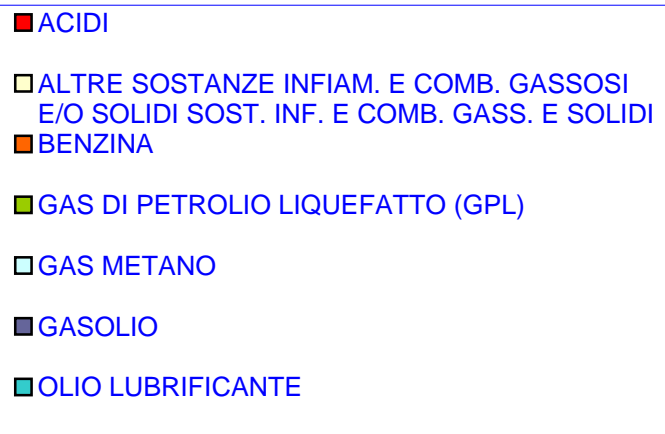 ACIDI
ALTRE SOSTANZE INFIAM. E COMB. GASSOSI
E/O SOLIDI SOST. INF. E COMB. GASS. E SOLIDI
BENZINA
GAS DI PETROLIO LIQUEFATTO (GPL)
GAS METANO
GASOLIO
OLIO LUBRIFICANTE